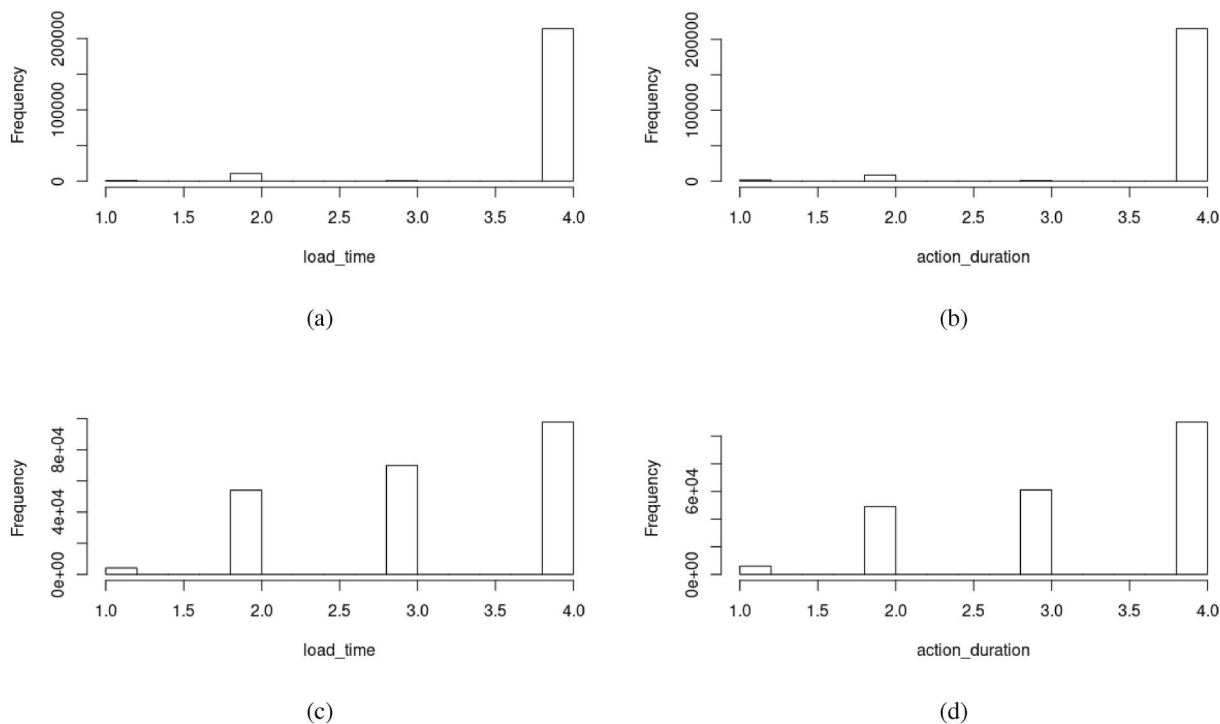 Frequency
0 100000 200000
1.0 1.5 2.0 2.5 3.0 3.5 4.0
load_time
(a)
Frequency
0 100000 200000
1.0 1.5 2.0 2.5 3.0 3.5 4.0
action_duration
(b)
Frequency
0e+00 4e+04 8e+04
1.0 1.5 2.0 2.5 3.0 3.5 4.0
load_time
(c)
Frequency
0e+00 6e+04
1.0 1.5 2.0 2.5 3.0 3.5 4.0
action_duration
(d)